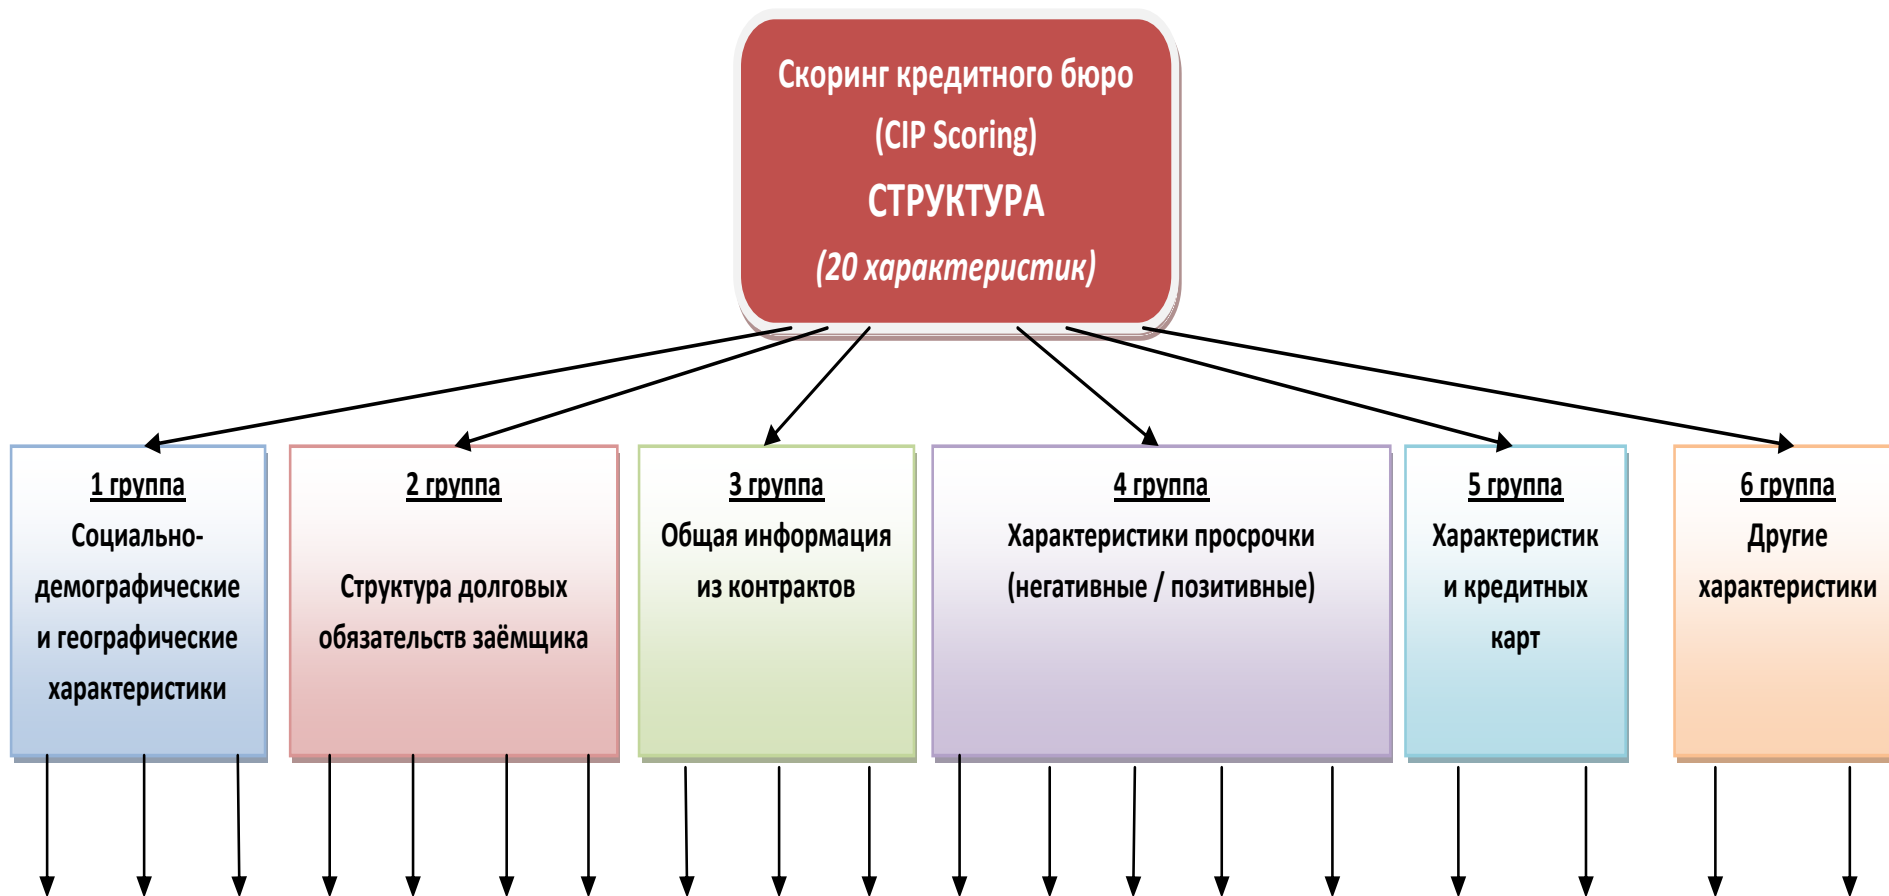 Скоринг кредитного бюро
(CIP Scoring)
СТРУКТУРА
(20 характеристик)
1 группа
Социально-
демографические
и географические
характеристики
2 группа
Структура долговых
обязательств заёмщика
3 группа
Общая информация
из контрактов
4 группа
Характеристики просрочки
(негативные / позитивные)
5 группа
Характеристик
и кредитных
карт
6 группа
Другие
характеристики